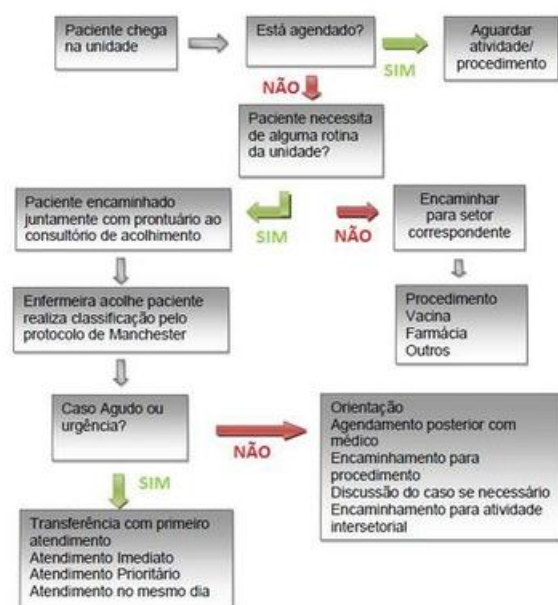 Paciente chega
na unidade
Está agendado?
Aguardar
atividade/
procedimento
SIM
NÃO
Paciente necessita
de alguma rotina
da unidade?
Paciente encaminhado
juntamente com prontuário ao
consultório de acolhimento
SIM
NÃO
Encaminhar
para setor
correspondente
Enfermeira acolhe paciente
realiza classificação pelo
protocolo de Manchester
Procedimento
Vacina
Farmácia
Outros
Caso Agudo ou
urgência?
NÃO
Orientação
Agendamento posterior com
médico
Encaminhamento para
procedimento
Discussão do caso se necessário
Encaminhamento para atividade
intersetorial
SIM
Transferência com primeiro
atendimento
Atendimento Imediato
Atendimento Prioritário
Atendimento no mesmo dia